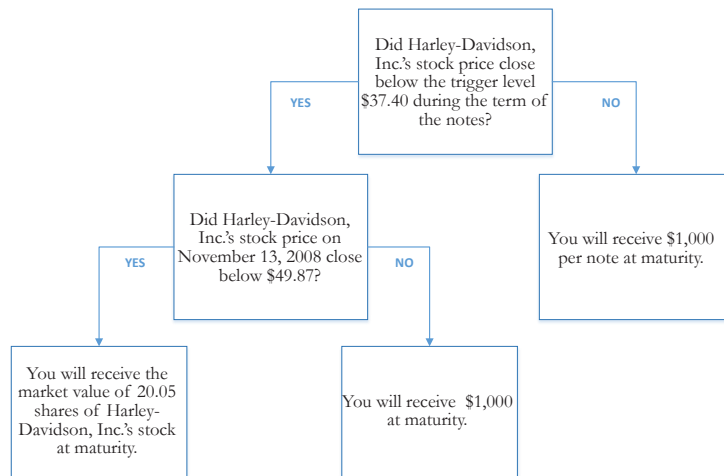 Did Harley-Davidson,
Inc.'s stock price close
below the trigger level
$37.40 during the term of
the notes?
YES
NO
Did Harley-Davidson,
Inc.'s stock price on
November 13, 2008 close
below $49.87?
You will receive $1,000
per note at maturity.
YES
NO
You will receive the
market value of 20.05
shares of Harley-
Davidson, Inc.'s stock
at maturity.
You will receive $1,000
at maturity.